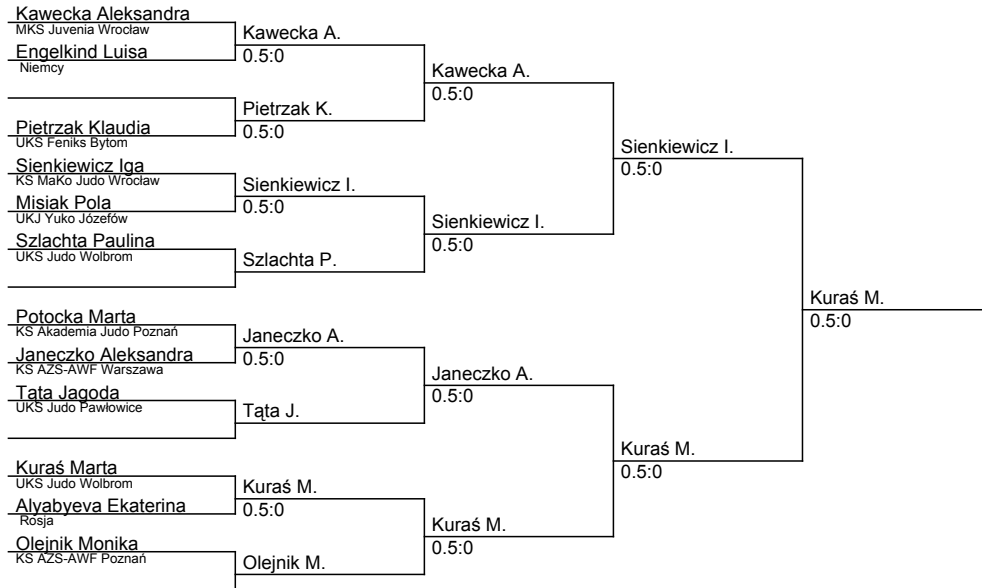 Kawecka Aleksandra
MKS Juvenia Wrocław
Kawecka A.
0.5:0
Engelkind Luisa
Niemcy
Kawecka A.
0.5:0
Pietrzak K.
0.5:0
Pietrzak Klaudia
UKS Feniks Bytom
Sienkiewicz I.
0.5:0
Sienkiewicz Iga
KS MaKo Judo Wrocław
Sienkiewicz I.
0.5:0
Misiak Pola
UKJ Yuko Józefów
Sienkiewicz I.
0.5:0
Szlachta Paulina
UKS Judo Wolbrom
Szlachta P.
Kuraś M.
0.5:0
Potocka Marta
KS Akademia Judo Poznań
Janeczko A.
0.5:0
Janeczko Aleksandra
KS AZS-AWF Warszawa
Janeczko A.
0.5:0
Tąta Jagoda
UKS Judo Pawłowice
Tąta J.
Kuraś M.
0.5:0
Kuraś Marta
UKS Judo Wolbrom
Kuraś M.
0.5:0
Alyabyeva Ekaterina
Rosja
Kuraś M.
0.5:0
Olejnik Monika
KS AZS-AWF Poznań
Olejnik M.